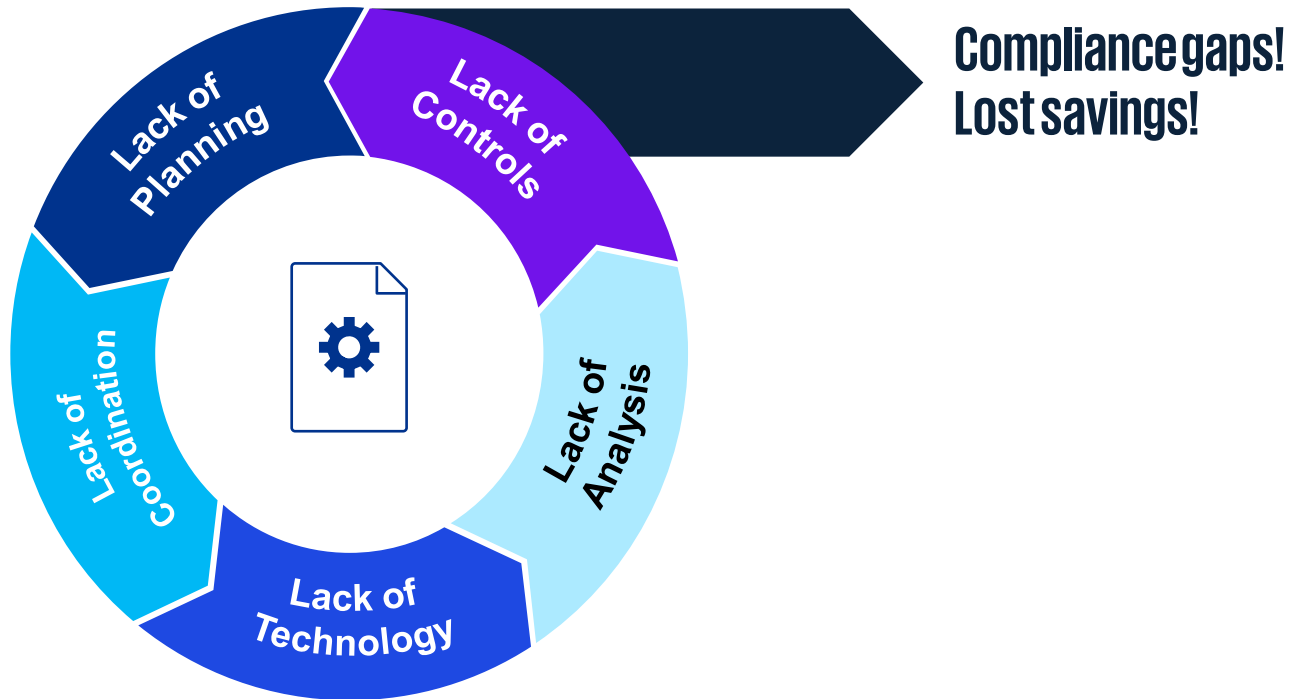 Compliance gaps!
Lost savings!
Lack of
Planning
Lack of
Controls
Lack of
Analysis
Lack of
Technology
Lack of
Coordination